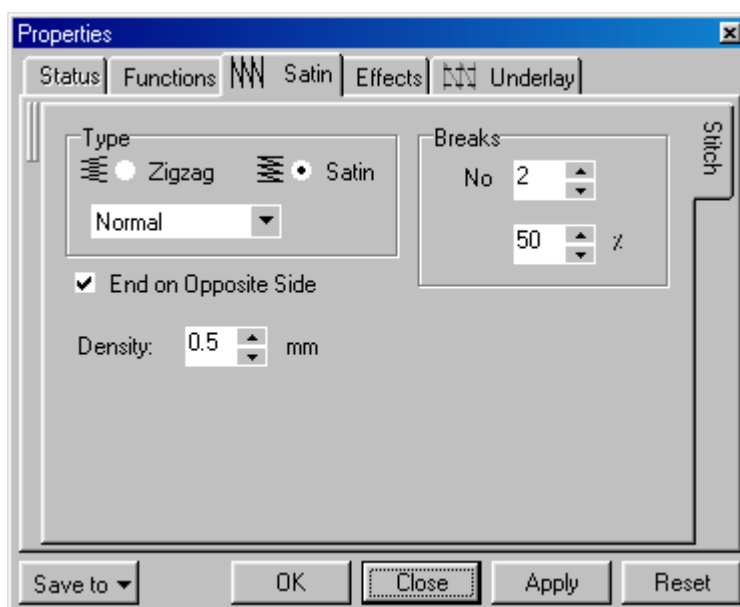 Properties
Status Functions Satin Effects Underlay
Type
Zigzag Satin
Normal
Breaks
No 2
50 %
Stitch
End on Opposite Side
Density: 0.5 mm
Save to OK Close Apply Reset